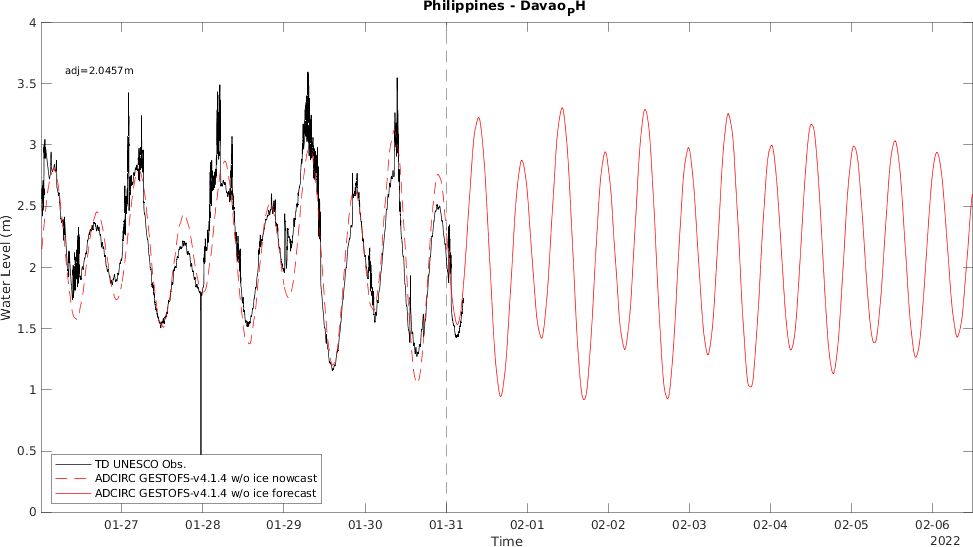 Philippines - DavaopH
adj=2.0457m
Water Level (m)
4
3.5
3
2.5
2
1.5
1
0.5
0
TD UNESCO Obs.
ADCIRC GESTOFS-v4.1.4 w/o ice nowcast
ADCIRC GESTOFS-v4.1.4 w/o ice forecast
01-27 01-28 01-29 01-30 01-31 02-01 02-02 02-03 02-04 02-05 02-06
Time
2022